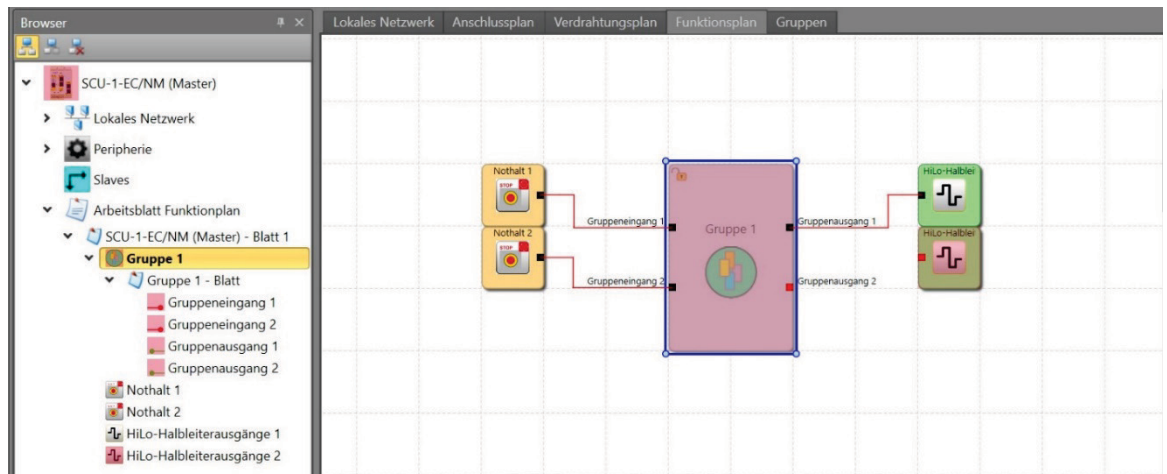 Browser
Lokales Netzwerk
Anschlussplan
Verdrahtungsplan
Funktionsplan
Gruppen
SCU-1-EC/NM (Master)
Lokales Netzwerk
Peripherie
Slaves
Arbeitsblatt Funktionplan
SCU-1-EC/NM (Master) - Blatt 1
Gruppe 1
Gruppe 1 - Blatt
Gruppeneingang 1
Gruppeneingang 2
Gruppenausgang 1
Gruppenausgang 2
Nothalt 1
Nothalt 2
HiLo-Halbleiterausgänge 1
HiLo-Halbleiterausgänge 2
Nothalt 1
STOP
Nothalt 2
STOP
Gruppeneingang 1
Gruppeneingang 2
Gruppe 1
Gruppenausgang 1
Gruppenausgang 2
HiLo-Halblei
HiLo-Halblei